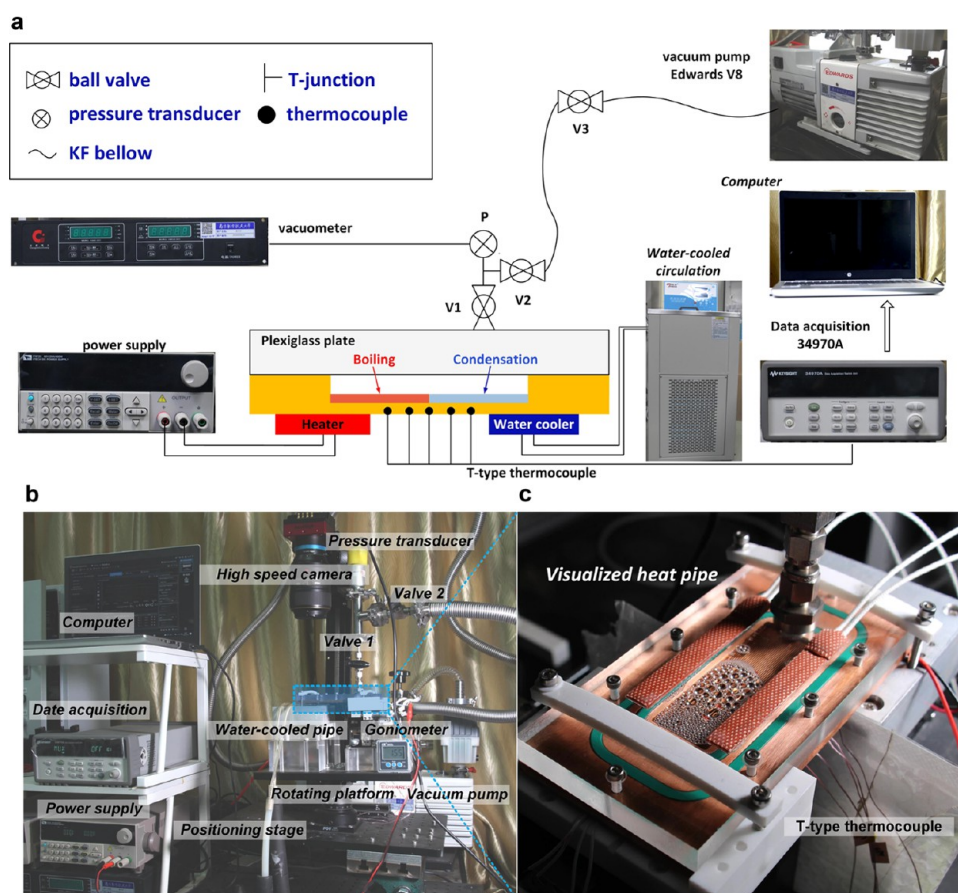 a
ball valve
T-junction
pressure transducer
thermocouple
KF bellow
vacuum pump
Edwards V8
EDWARDS
V3
Computer
P
vacuometer
V2
V1
Water-cooled
circulation
Plexiglass plate
power supply
Boiling
Condensation
Data acquisition
34970A
Heater
Water cooler
T-type thermocouple
b
Pressure transducer
High speed camera
Valve 2
Computer
Valve 1
Date acquisition
Water-cooled pipe
Goniometer
Rotating platform
Vacuum pump
Power supply
Positioning stage
c
Visualized heat pipe
T-type thermocouple